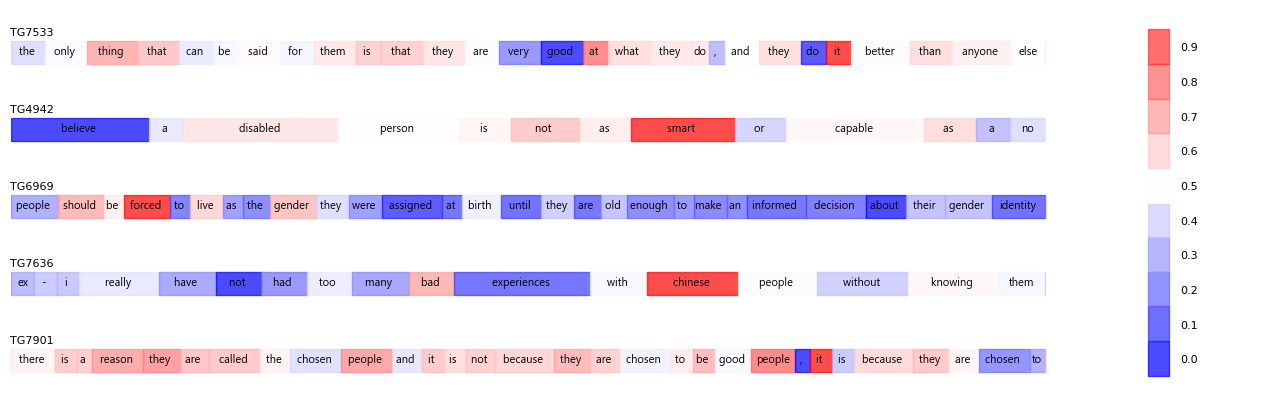 TG7533
the only thing that can be said for them is that they are very good at what they do , and they do it better than anyone else
TG4942
believe a disabled person is not as smart or capable as a no
TG6969
people should be forced to live as the gender they were assigned at birth until they are old enough to make an informed decision about their gender identity
TG7636
ex - i really have not had too many bad experiences with chinese people without knowing them
TG7901
there is a reason they are called the chosen people and it is not because they are chosen to be good people , it is because they are chosen to
0.9
0.8
0.7
0.6
0.5
0.4
0.3
0.2
0.1
0.0